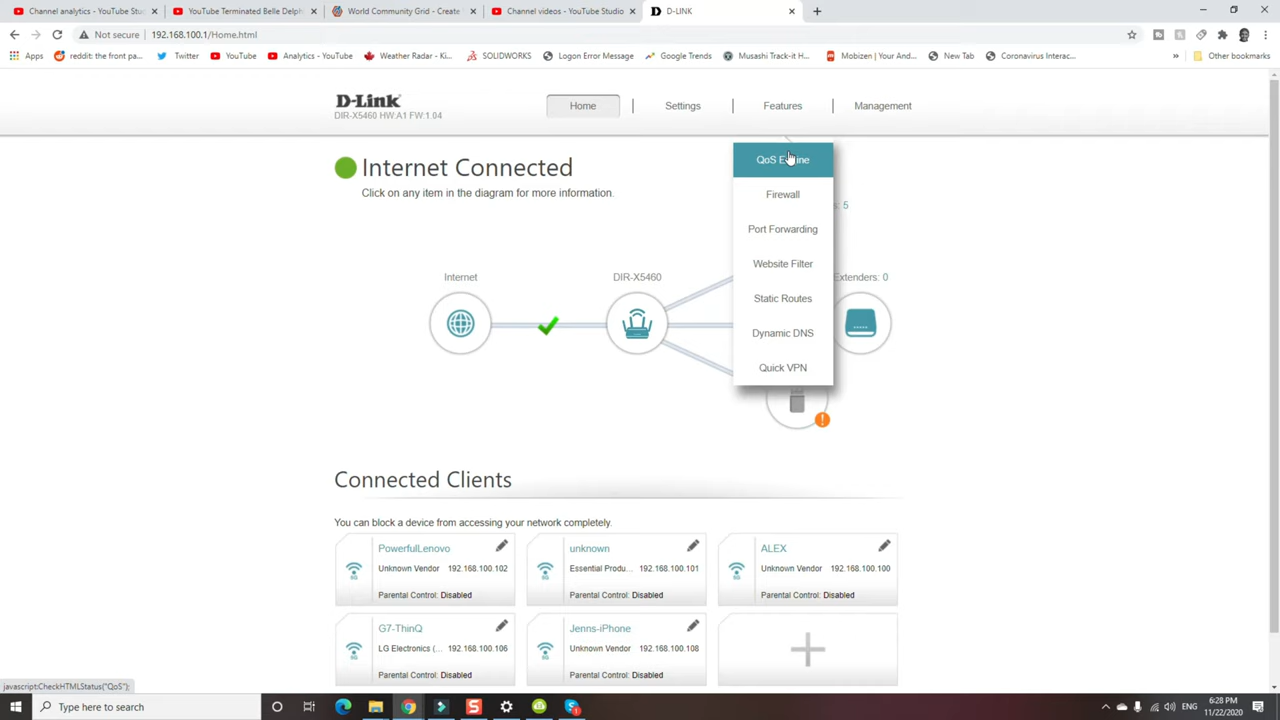 Channel analytics - YouTube Stu
YouTube Terminated Belle Delph
World Community Grid - Create
Channel videos - YouTube Studio
D-LINK
Not secure
192.168.100.1/Home.html
Apps
reddit: the front pa...
Twitter
YouTube
Analytics - YouTube
Weather Radar - Ki...
SOLIDWORKS
Logon Error Message
Google Trends
Musashi Track-it H...
Mobizen | Your And...
New Tab
Coronavirus Interac...
»
Other bookmarks
D-Link
DIR-X5460 HW:A1 FW:1.04
Home
Settings
Features
Management
QoS Engine
Firewall
Port Forwarding
Website Filter
Static Routes
Dynamic DNS
Quick VPN
Internet Connected
Click on any item in the diagram for more information.
: 5
Internet
DIR-X5460
Extenders: 0
Connected Clients
You can block a device from accessing your network completely.
PowerfulLenovo
Unknown Vendor 192.168.100.102
Parental Control: Disabled
unknown
Essential Produ... 192.168.100.101
Parental Control: Disabled
ALEX
Unknown Vendor 192.168.100.100
Parental Control: Disabled
G7-ThinQ
LG Electronics (... 192.168.100.106
Parental Control: Disabled
Jenns-iPhone
Unknown Vendor 192.168.100.108
Parental Control: Disabled
javascript:CheckHTMLStatus("QoS");
Type here to search
ENG
6:28 PM
11/22/2020